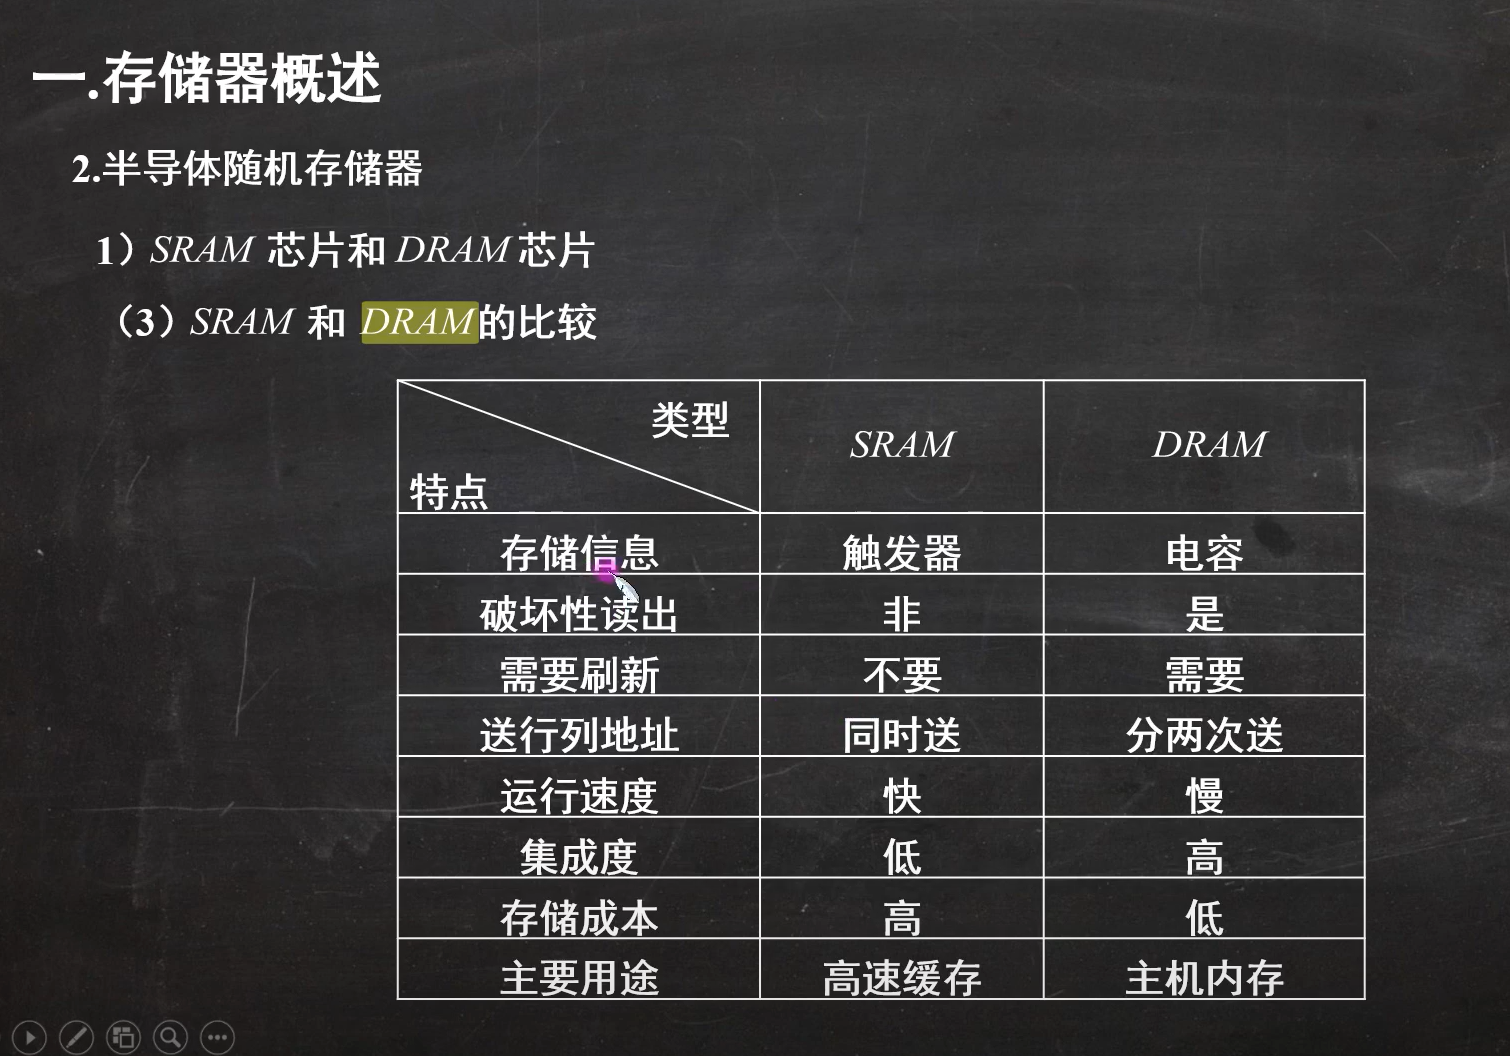 一.存储器概述
2.半导体随机存储器
1）SRAM 芯片和DRAM芯片
（3）SRAM 和 DRAM的比较
类型
特点
SRAM
DRAM
存储信息 触发器 电容
破坏性读出 非 是
需要刷新 不要 需要
送行列地址 同时送 分两次送
运行速度 快 慢
集成度 低 高
存储成本 高 低
主要用途 高速缓存 主机内存